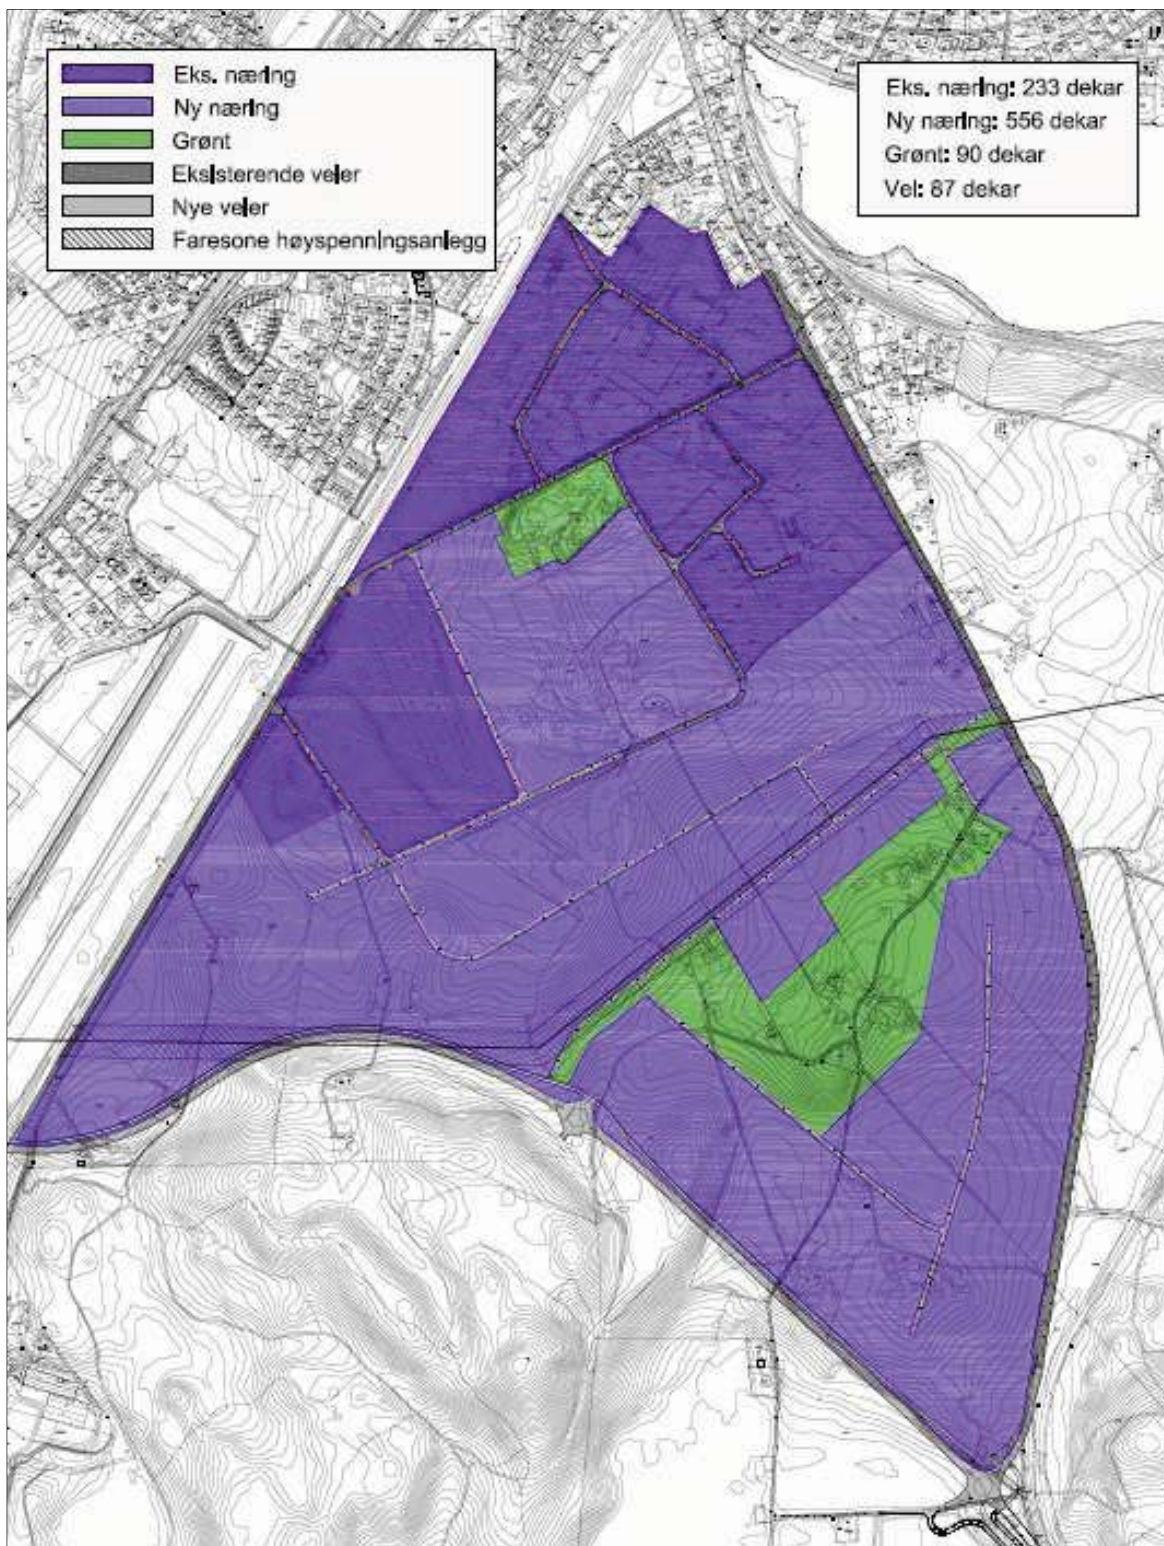 Eks. næring
Ny næring
Grønt
Eksisterende veier
Nye veier
Faresone høyspenningsanlegg
Eks. næring: 233 dekar
Ny næring: 556 dekar
Grønt: 90 dekar
Vei: 87 dekar